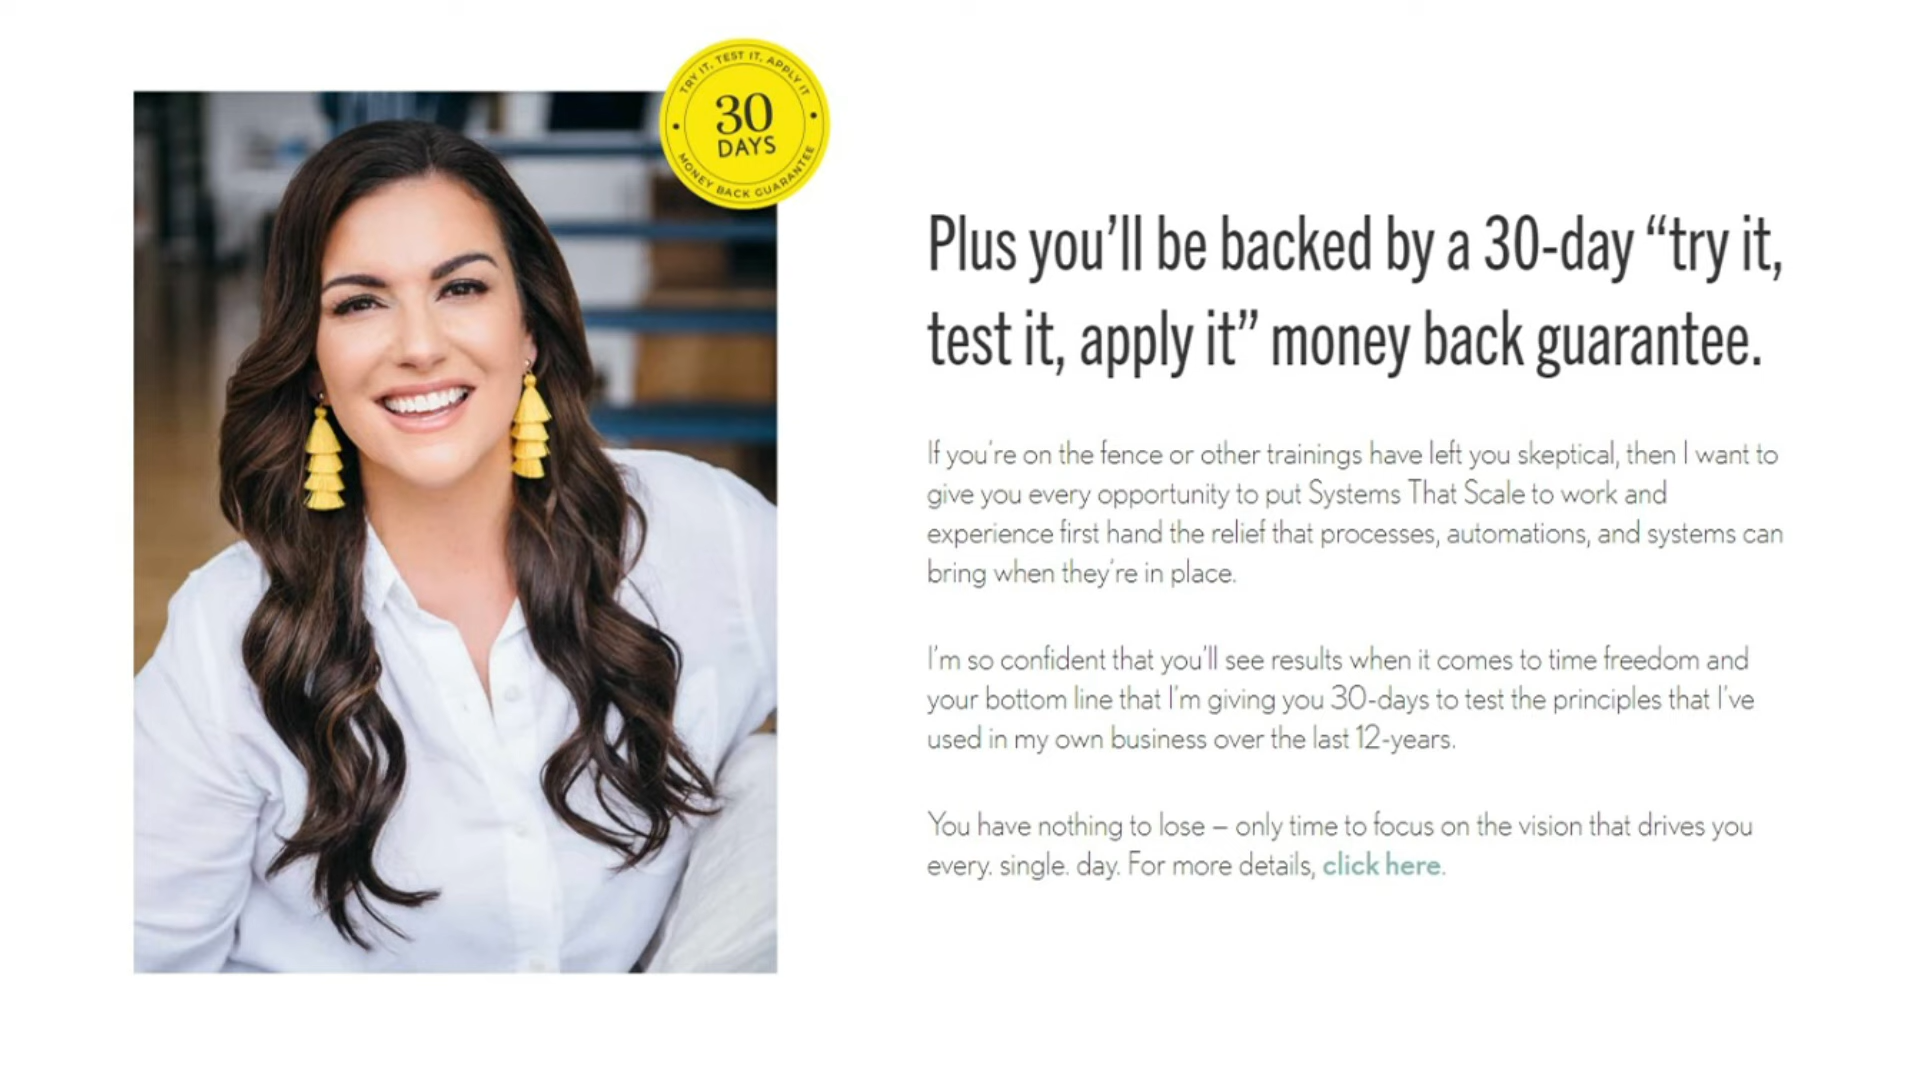 TRY IT, TEST IT, APPLY IT
30
DAYS
MONEY BACK GUARANTEE
Plus you’ll be backed by a 30-day “try it,
test it, apply it” money back guarantee.
If you’re on the fence or other trainings have left you skeptical, then I want to
give you every opportunity to put Systems That Scale to work and
experience first hand the relief that processes, automations, and systems can
bring when they’re in place.
I’m so confident that you’ll see results when it comes to time freedom and
your bottom line that I’m giving you 30-days to test the principles that I’ve
used in my own business over the last 12-years.
You have nothing to lose – only time to focus on the vision that drives you
every. single. day. For more details, click here.